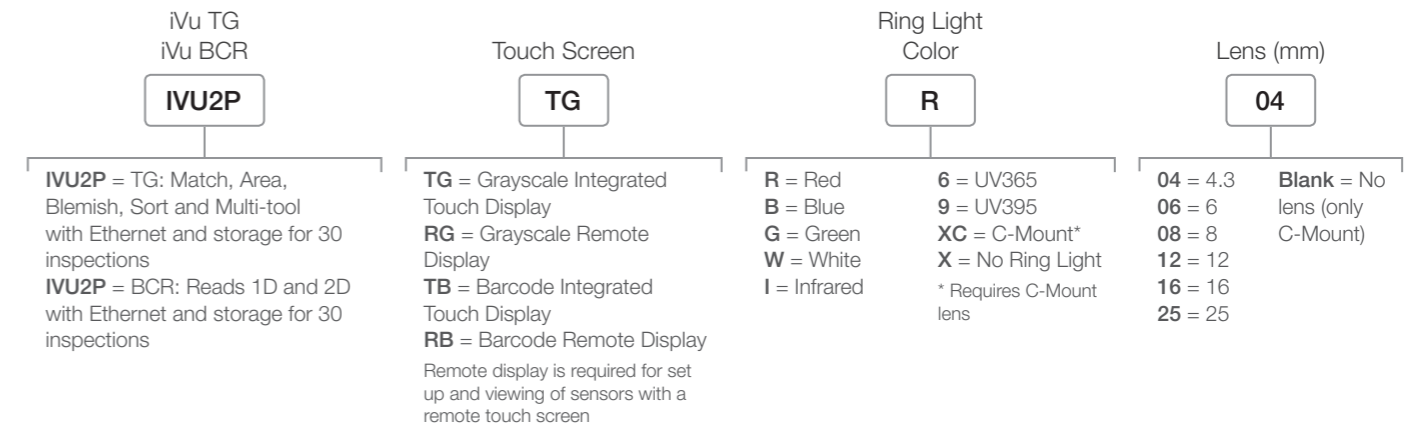 iVu TG
iVu BCR
IVU2P
IVU2P = TG: Match, Area,
Blemish, Sort and Multi-tool
with Ethernet and storage for 30
inspections
IVU2P = BCR: Reads 1D and 2D
with Ethernet and storage for 30
inspections
Touch Screen
TG
TG = Grayscale Integrated
Touch Display
RG = Grayscale Remote
Display
TB = Barcode Integrated
Touch Display
RB = Barcode Remote Display
Remote display is required for set
up and viewing of sensors with a
remote touch screen
Ring Light
Color
R
R = Red
B = Blue
G = Green
W = White
I = Infrared
6 = UV365
9 = UV395
XC = C-Mount*
X = No Ring Light
* Requires C-Mount
lens
Lens (mm)
04
04 = 4.3
06 = 6
08 = 8
12 = 12
16 = 16
25 = 25
Blank = No
lens (only
C-Mount)